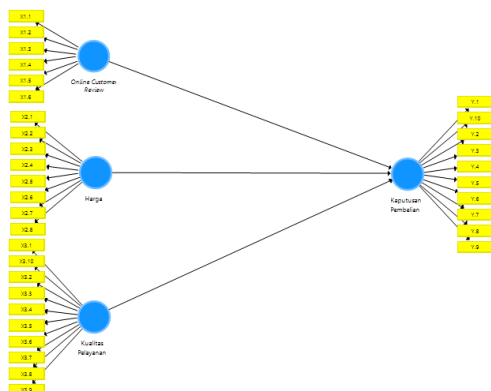 X1.1
X1.2
X1.3
X1.4
X1.5
X1.6
Online Customer
Review
X2.1
X2.2
X2.3
X2.4
X2.5
X2.6
X2.7
X2.8
Harga
X3.1
X3.10
X3.2
X3.3
X3.4
X3.5
X3.6
X3.7
X3.8
X3.9
Kualitas
Pelayanan
Y.1
Y.10
Y.2
Y.3
Y.4
Y.5
Y.6
Y.7
Y.8
Y.9
Keputusan
Pembelian